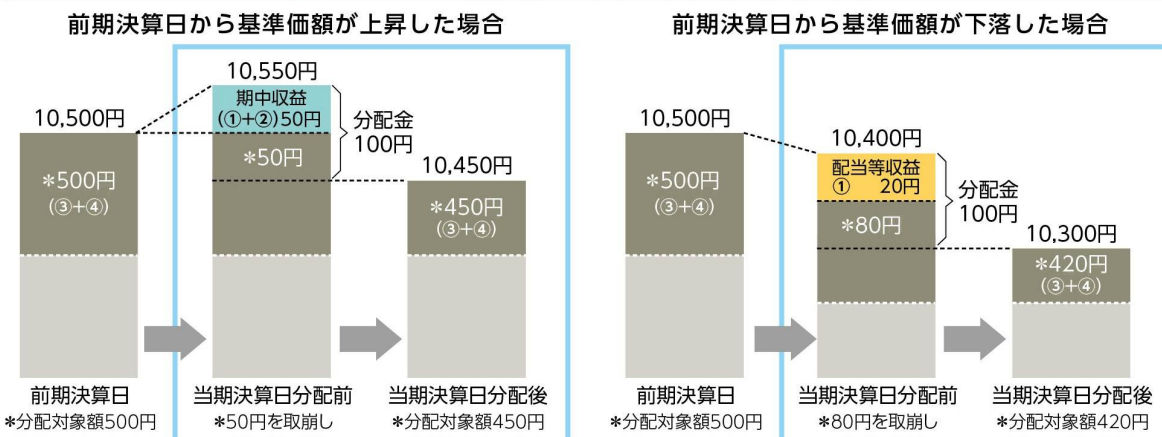 前期決算日から基準価額が上昇した場合
10,500円
*500円
(③+④)
10,550円
期中収益
(①+②)50円
*50円
分配金
100円
10,450円
*450円
(③+④)
前期決算日
*分配対象額500円
当期決算日分配前
*50円を取崩し
当期決算日分配後
*分配対象額450円
前期決算日から基準価額が下落した場合
10,500円
*500円
(③+④)
10,400円
配当等収益
① 20円
*80円
分配金
100円
10,300円
*420円
(③+④)
前期決算日
*分配対象額500円
当期決算日分配前
*80円を取崩し
当期決算日分配後
*分配対象額420円